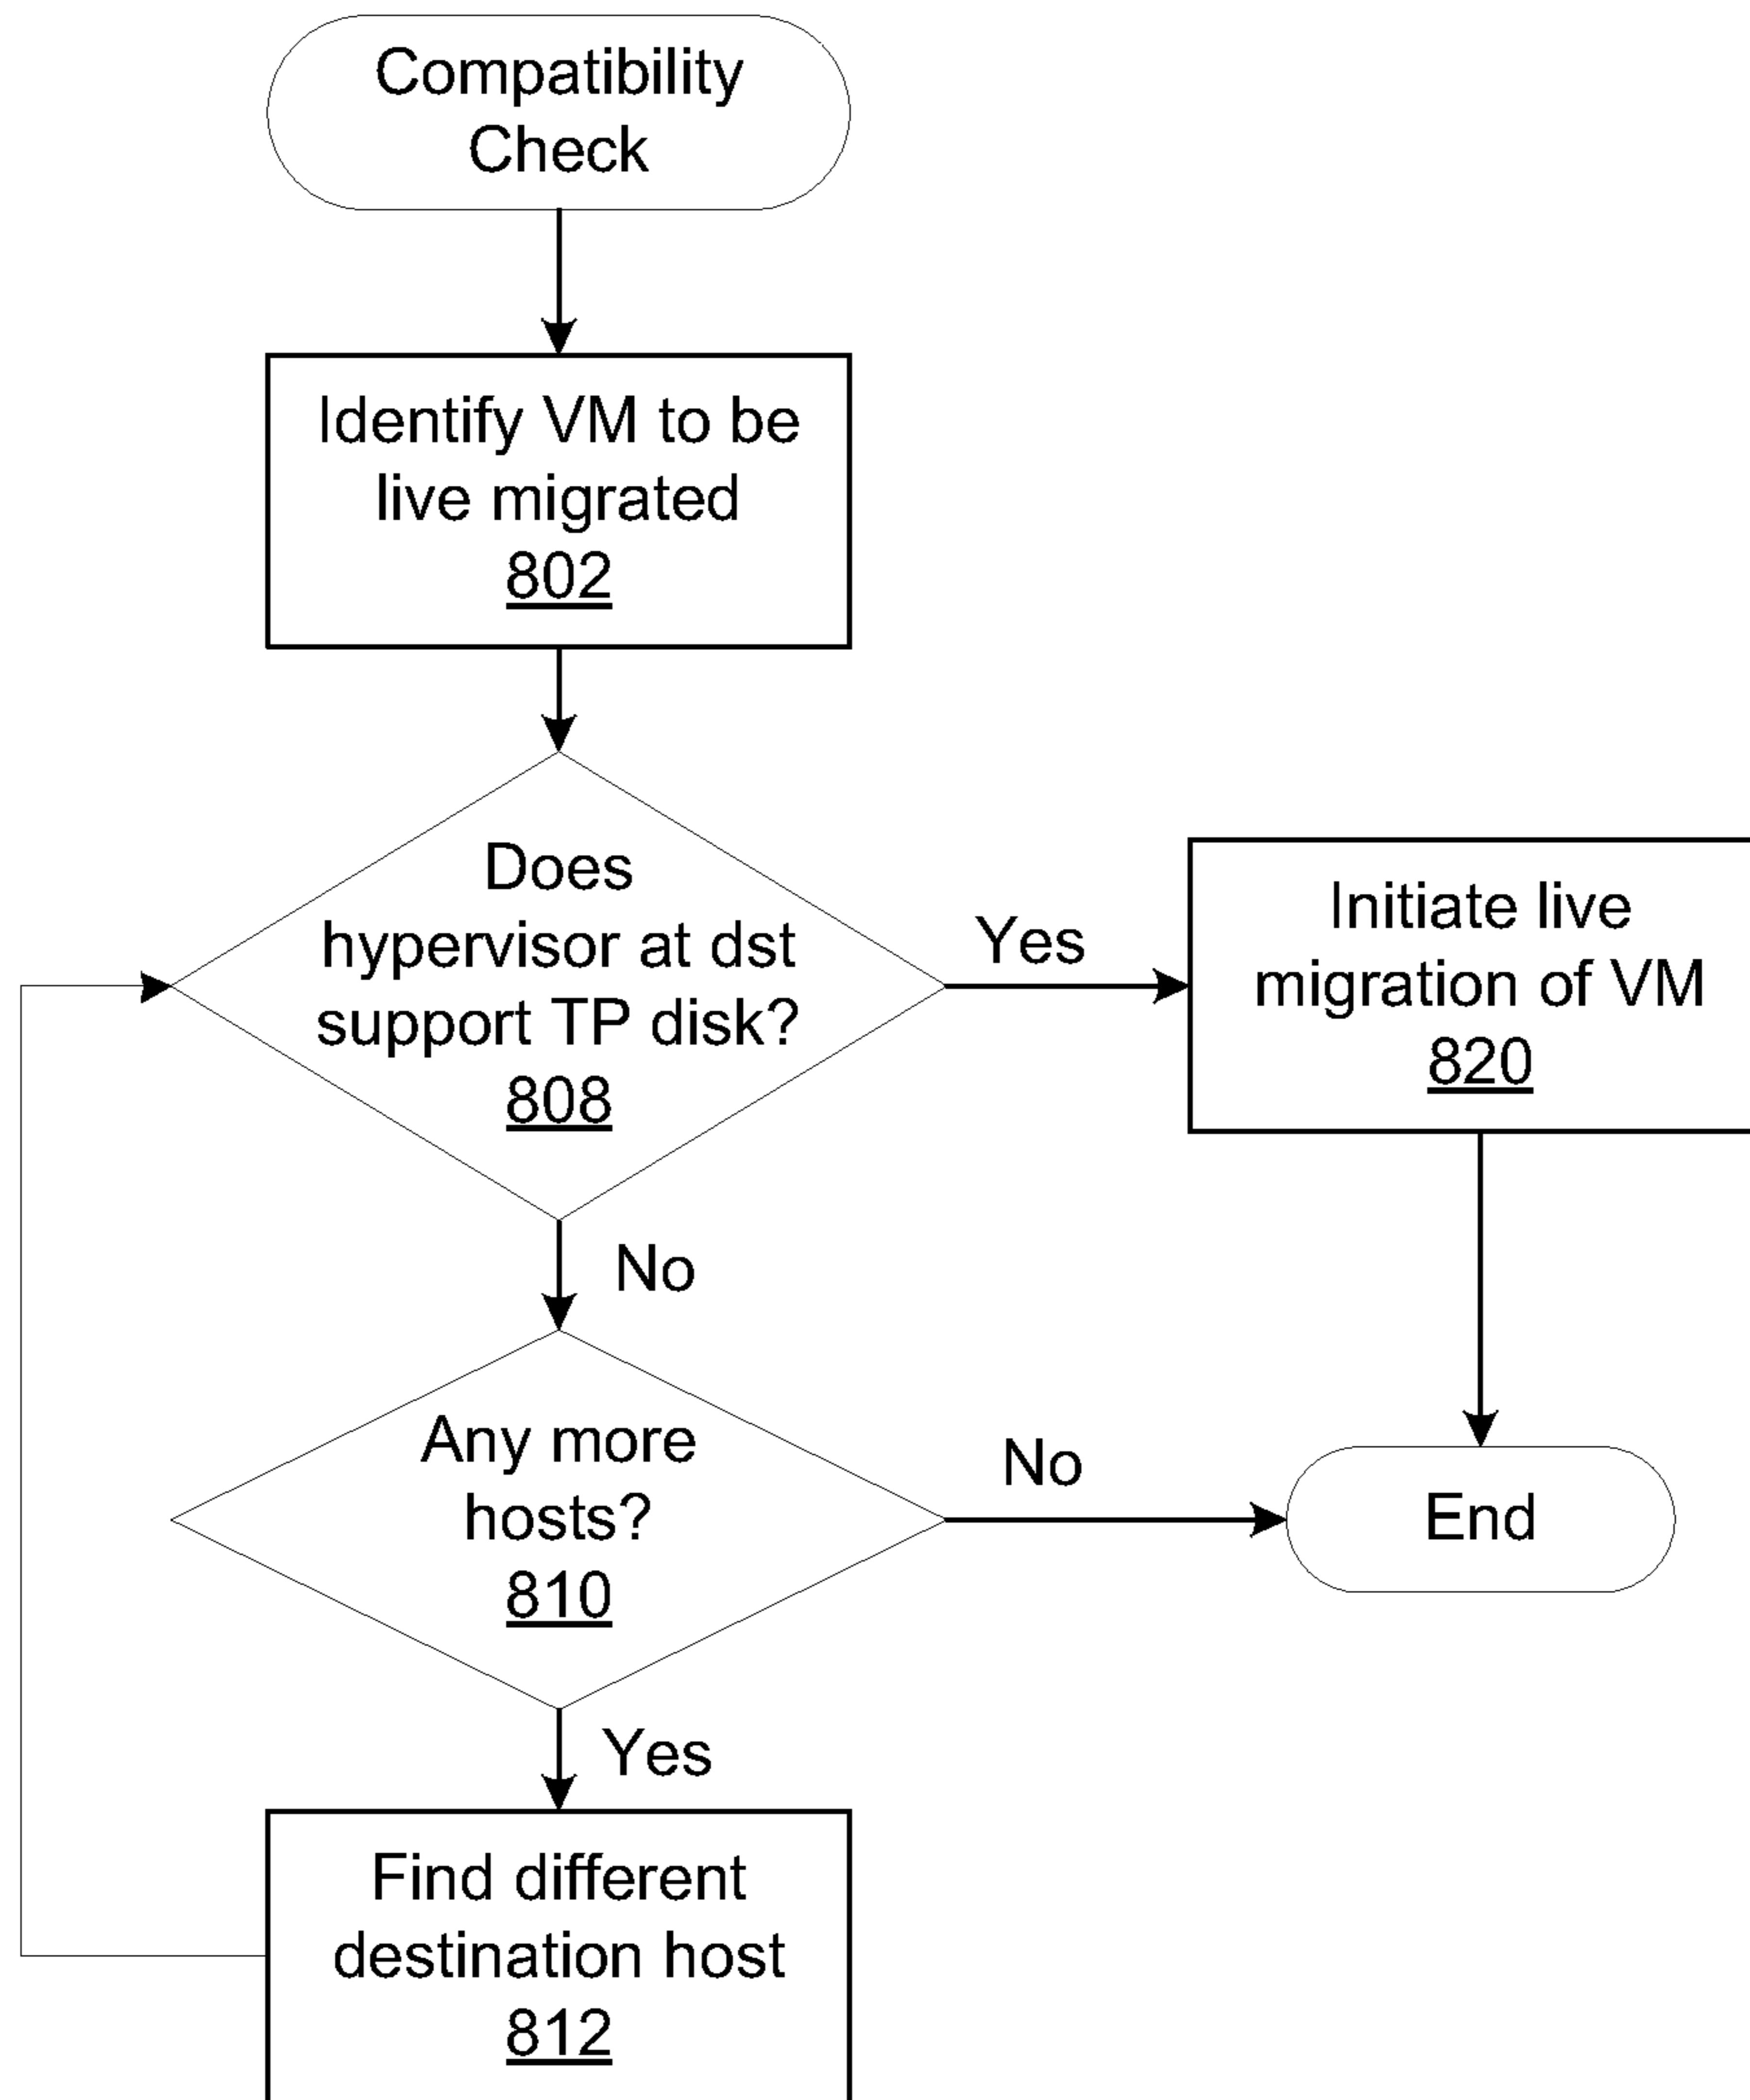 Compatibility
Check
Identify VM to be
live migrated
802
Does
hypervisor at dst
support TP disk?
808
Yes
Initiate live
migration of VM
820
No
Any more
hosts?
810
No
End
Yes
Find different
destination host
812